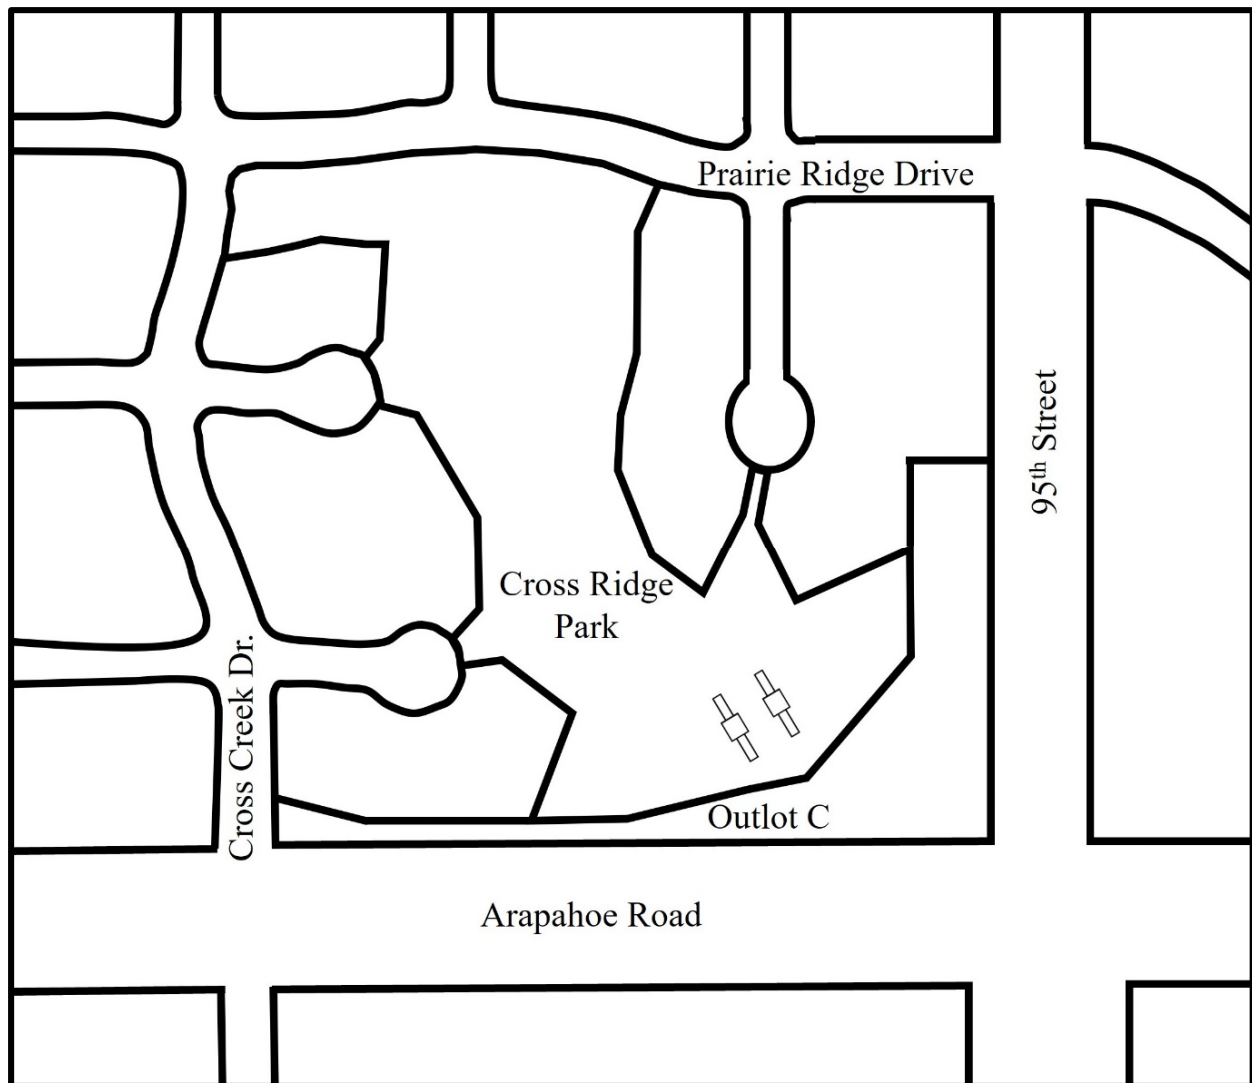 Prairie Ridge Drive
95th Street
Cross Ridge
Park
Cross Creek Dr.
Outlot C
Arapahoe Road